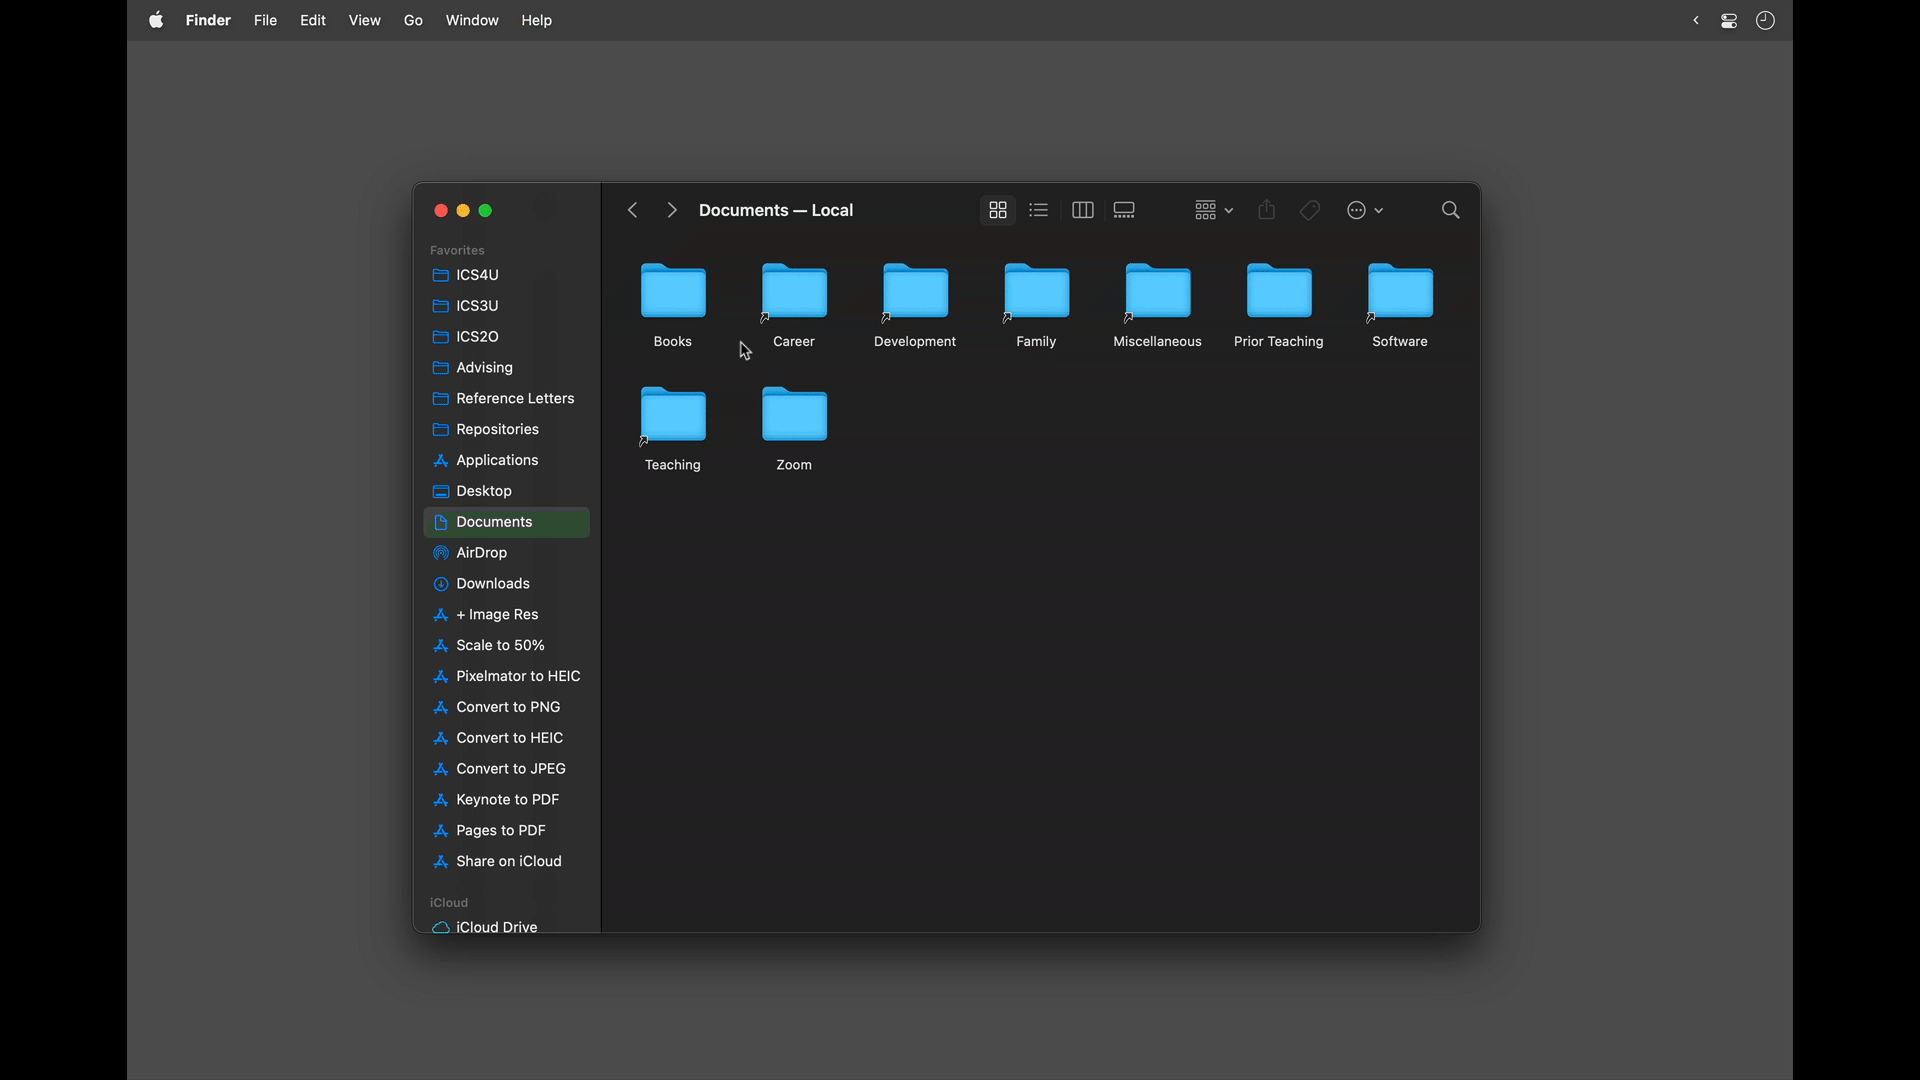 Finder File Edit View Go Window Help
Documents — Local
Favorites
ICS4U
ICS3U
ICS2O
Advising
Reference Letters
Repositories
Applications
Desktop
Documents
AirDrop
Downloads
+ Image Res
Scale to 50%
Pixelmator to HEIC
Convert to PNG
Convert to HEIC
Convert to JPEG
Keynote to PDF
Pages to PDF
Share on iCloud
iCloud
iCloud Drive
Books Career Development Family Miscellaneous Prior Teaching Software
Teaching Zoom